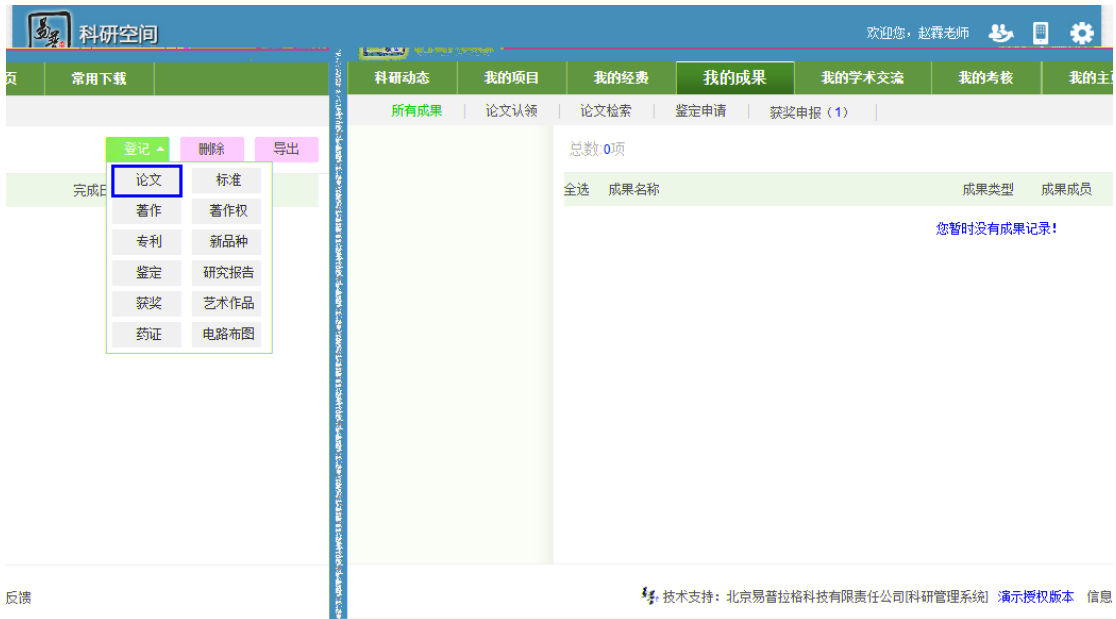 易普 科研空间
欢迎您，赵霖老师
页 常用下载
科研动态 我的项目 我的经费 我的成果 我的学术交流 我的考核 我的主
所有成果 论文认领 论文检索 鉴定申请 获奖申报（1）
登记 删除 导出
总数:0项
论文 标准
完成日
全选 成果名称 成果类型 成果成员
著作 著作权
您暂时没有成果记录!
专利 新品种
鉴定 研究报告
获奖 艺术作品
药证 电路布图
反馈
技术支持：北京易普拉格科技有限责任公司[科研管理系统] 演示授权版本 信息